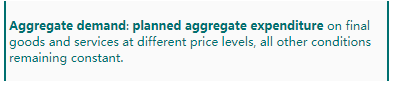 Aggregate demand: planned aggregate expenditure on final
goods and services at different price levels, all other conditions
remaining constant.